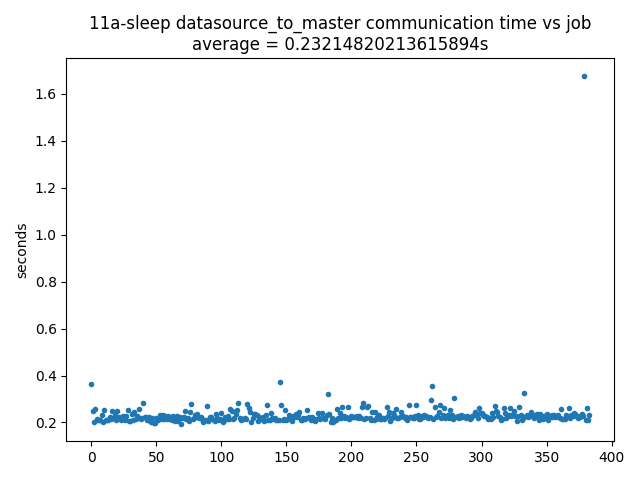 11a-sleep datasource_to_master communication time vs job
average = 0.23214820213615894s
1.6
1.4
1.2
1.0
0.8
0.6
0.4
0.2
seconds
0 50 100 150 200 250 300 350 400